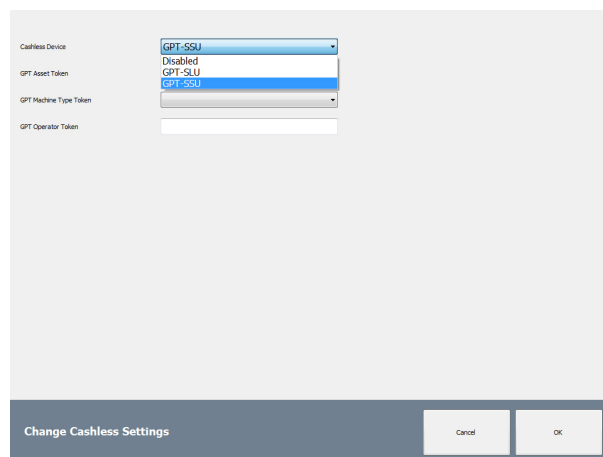 Cashless Device
GPT-SSU
Disabled
GPT Asset Token
GPT-SLU
GPT-SSU
GPT Machine Type Token
GPT Operator Token
Change Cashless Settings
Cancel
OK